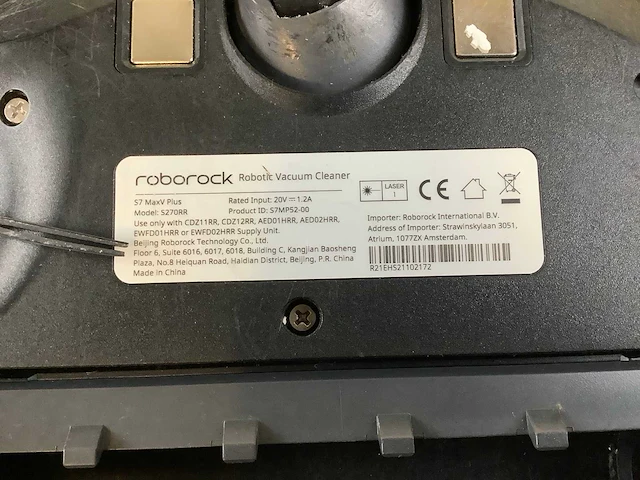 roborock Robotic Vacuum Cleaner
S7 MaxV Plus Rated Input: 20V⎓1.2A
Model: S270RR Product ID: S7MP52-00
Use only with CDZ11RR, CDZ12RR, AED01HRR, AED02HRR,
EWFD01HRR or EWFD02HRR Supply Unit.
Beijing Roborock Technology Co., Ltd.
Floor 6, Suite 6016, 6017, 6018, Building C, Kangjian Baosheng
Plaza, No.8 Heiquan Road, Haidian District, Beijing, P.R. China
Made in China
LASER
1
CE
Importer: Roborock International B.V.
Address of Importer: Strawinskylaan 3051,
Atrium, 1077ZX Amsterdam.
R21EHS21102172